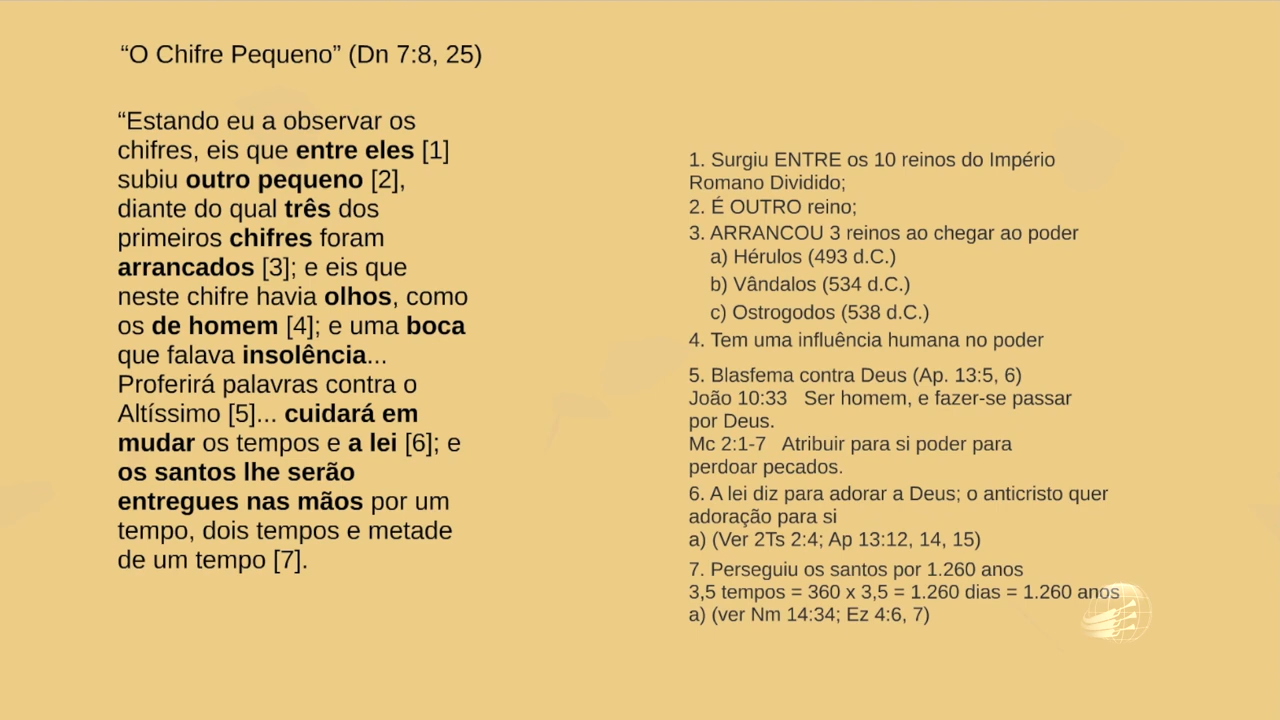 “O Chifre Pequeno” (Dn 7:8, 25)
“Estando eu a observar os
chifres, eis que entre eles [1]
subiu outro pequeno [2],
diante do qual três dos
primeiros chifres foram
arrancados [3]; e eis que
neste chifre havia olhos, como
os de homem [4]; e uma boca
que falava insolência...
Proferirá palavras contra o
Altíssimo [5]... cuidará em
mudar os tempos e a lei [6]; e
os santos lhe serão
entregues nas mãos por um
tempo, dois tempos e metade
de um tempo [7].
1. Surgiu ENTRE os 10 reinos do Império
Romano Dividido;
2. É OUTRO reino;
3. ARRANCOU 3 reinos ao chegar ao poder
a) Hérulos (493 d.C.)
b) Vândalos (534 d.C.)
c) Ostrogodos (538 d.C.)
4. Tem uma influência humana no poder
5. Blasfema contra Deus (Ap. 13:5, 6)
João 10:33 Ser homem, e fazer-se passar
por Deus.
Mc 2:1-7 Atribuir para si poder para
perdoar pecados.
6. A lei diz para adorar a Deus; o anticristo quer
adoração para si
a) (Ver 2Ts 2:4; Ap 13:12, 14, 15)
7. Perseguiu os santos por 1.260 anos
3,5 tempos = 360 x 3,5 = 1.260 dias = 1.260 anos
a) (ver Nm 14:34; Ez 4:6, 7)